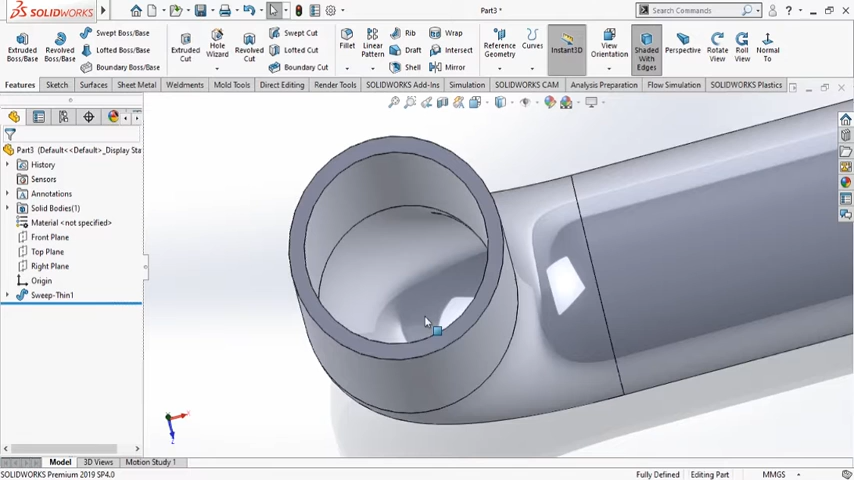 SOLIDWORKS
Part3 *
Search Commands
Extruded Boss/Base
Revolved Boss/Base
Swept Boss/Base
Lofted Boss/Base
Boundary Boss/Base
Extruded Cut
Hole Wizard
Revolved Cut
Swept Cut
Lofted Cut
Boundary Cut
Fillet
Linear Pattern
Rib
Draft
Shell
Wrap
Intersect
Mirror
Reference Geometry
Curves
Instant3D
View Orientation
Shaded With Edges
Perspective
Rotate View
Roll View
Normal To
Features
Sketch
Surfaces
Sheet Metal
Weldments
Mold Tools
Direct Editing
Render Tools
SOLIDWORKS Add-Ins
Simulation
SOLIDWORKS CAM
Analysis Preparation
Flow Simulation
SOLIDWORKS Plastics
Part3 (Default<<Default>_Display Sta
History
Sensors
Annotations
Solid Bodies(1)
Material <not specified>
Front Plane
Top Plane
Right Plane
Origin
Sweep-Thin1
Model
3D Views
Motion Study 1
SOLIDWORKS Premium 2019 SP4.0
Fully Defined
Editing Part
MMGS